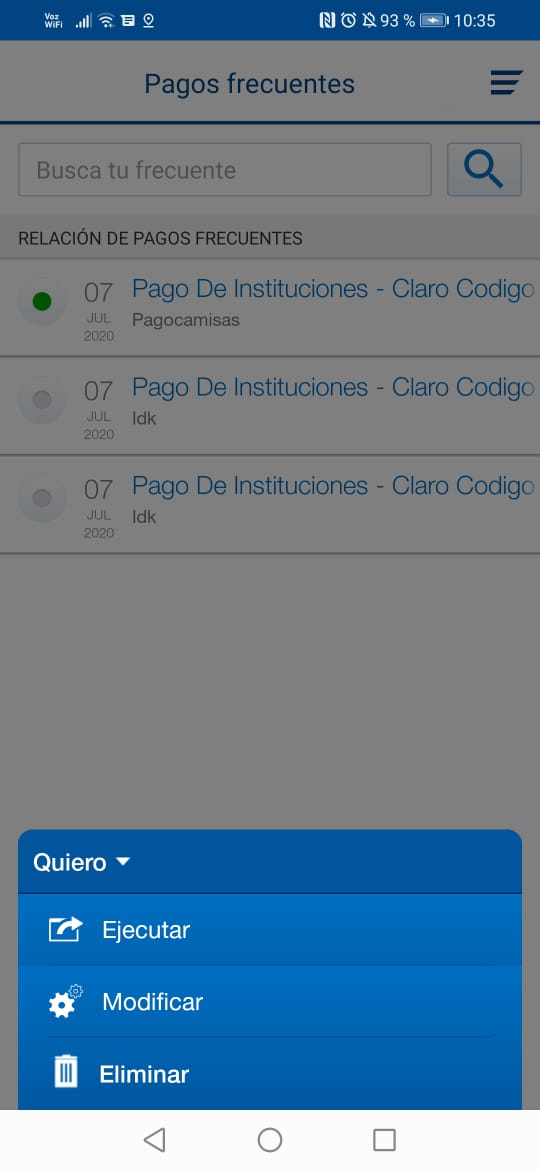 Voz
WiFi
93 %
10:35
Pagos frecuentes
Busca tu frecuente
RELACIÓN DE PAGOS FRECUENTES
07
JUL
2020
Pago De Instituciones - Claro Codigo
Pagocamisas
07
JUL
2020
Pago De Instituciones - Claro Codigo
Idk
07
JUL
2020
Pago De Instituciones - Claro Codigo
Idk
Quiero
Ejecutar
Modificar
Eliminar